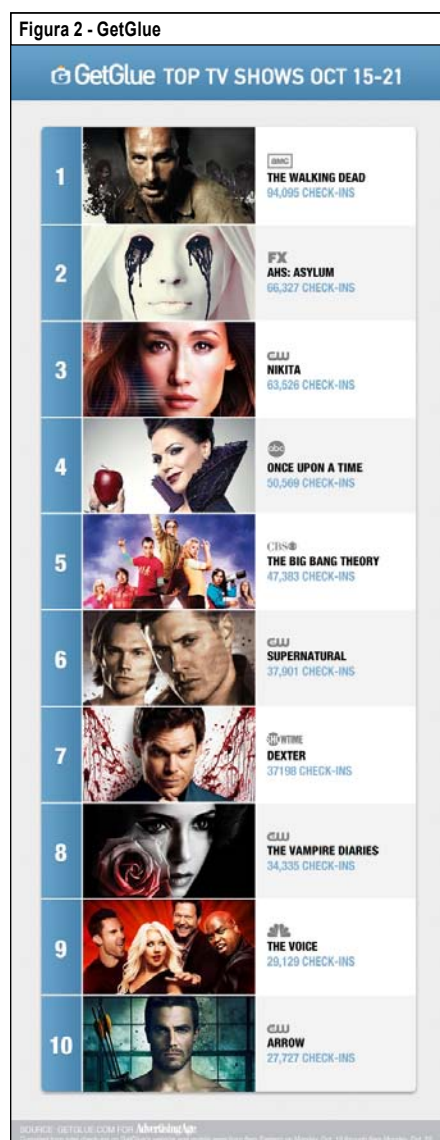 Figura 2 - GetGlue
GetGlue TOP TV SHOWS OCT 15-21
1
amc
THE WALKING DEAD
94,095 CHECK-INS
2
FX
AHS: ASYLUM
66,327 CHECK-INS
3
CW
NIKITA
63,526 CHECK-INS
4
abc
ONCE UPON A TIME
50,569 CHECK-INS
5
CBS
THE BIG BANG THEORY
47,383 CHECK-INS
6
CW
SUPERNATURAL
37,901 CHECK-INS
7
SHOWTIME
DEXTER
37198 CHECK-INS
8
CW
THE VAMPIRE DIARIES
34,335 CHECK-INS
9
THE VOICE
29,129 CHECK-INS
10
CW
ARROW
27,727 CHECK-INS
SOURCE: GETGLUE.COM FOR AdvertisingAge